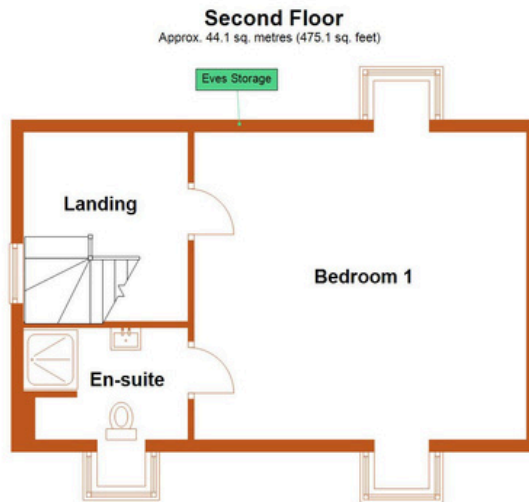 Second Floor
Approx. 44.1 sq. metres (475.1 sq. feet)
Eves Storage
Landing
Bedroom 1
En-suite